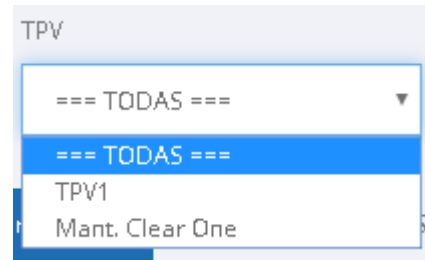 TPV
=== TODAS ===
=== TODAS ===
TPV1
Mant. Clear One